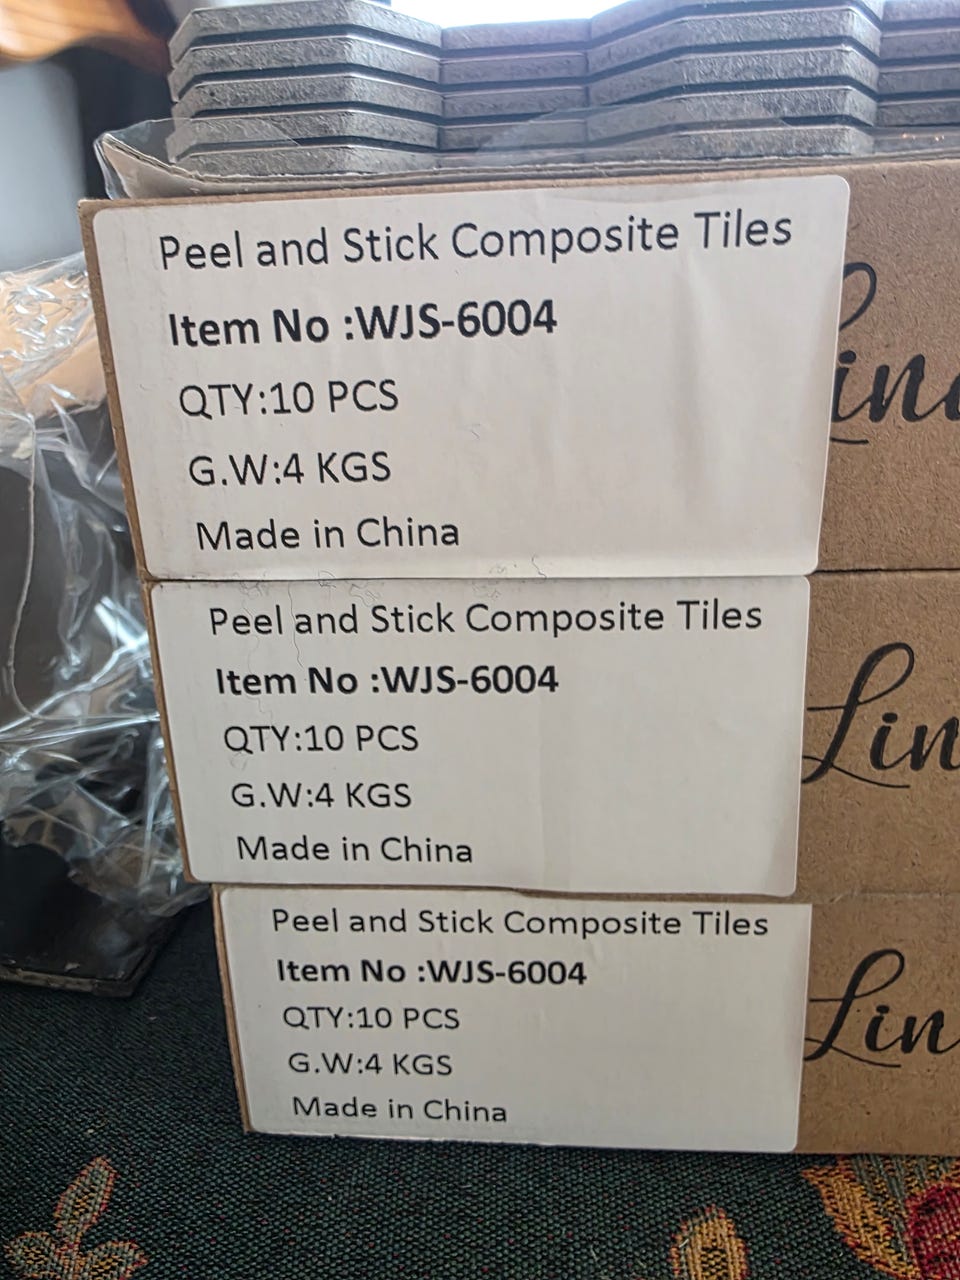 Peel and Stick Composite Tiles
Item No :WJS-6004
QTY:10 PCS
G.W:4 KGS
Made in China
Peel and Stick Composite Tiles
Item No :WJS-6004
QTY:10 PCS
G.W:4 KGS
Made in China
Lin
Peel and Stick Composite Tiles
Item No :WJS-6004
QTY:10 PCS
G.W:4 KGS
Made in China
Lin